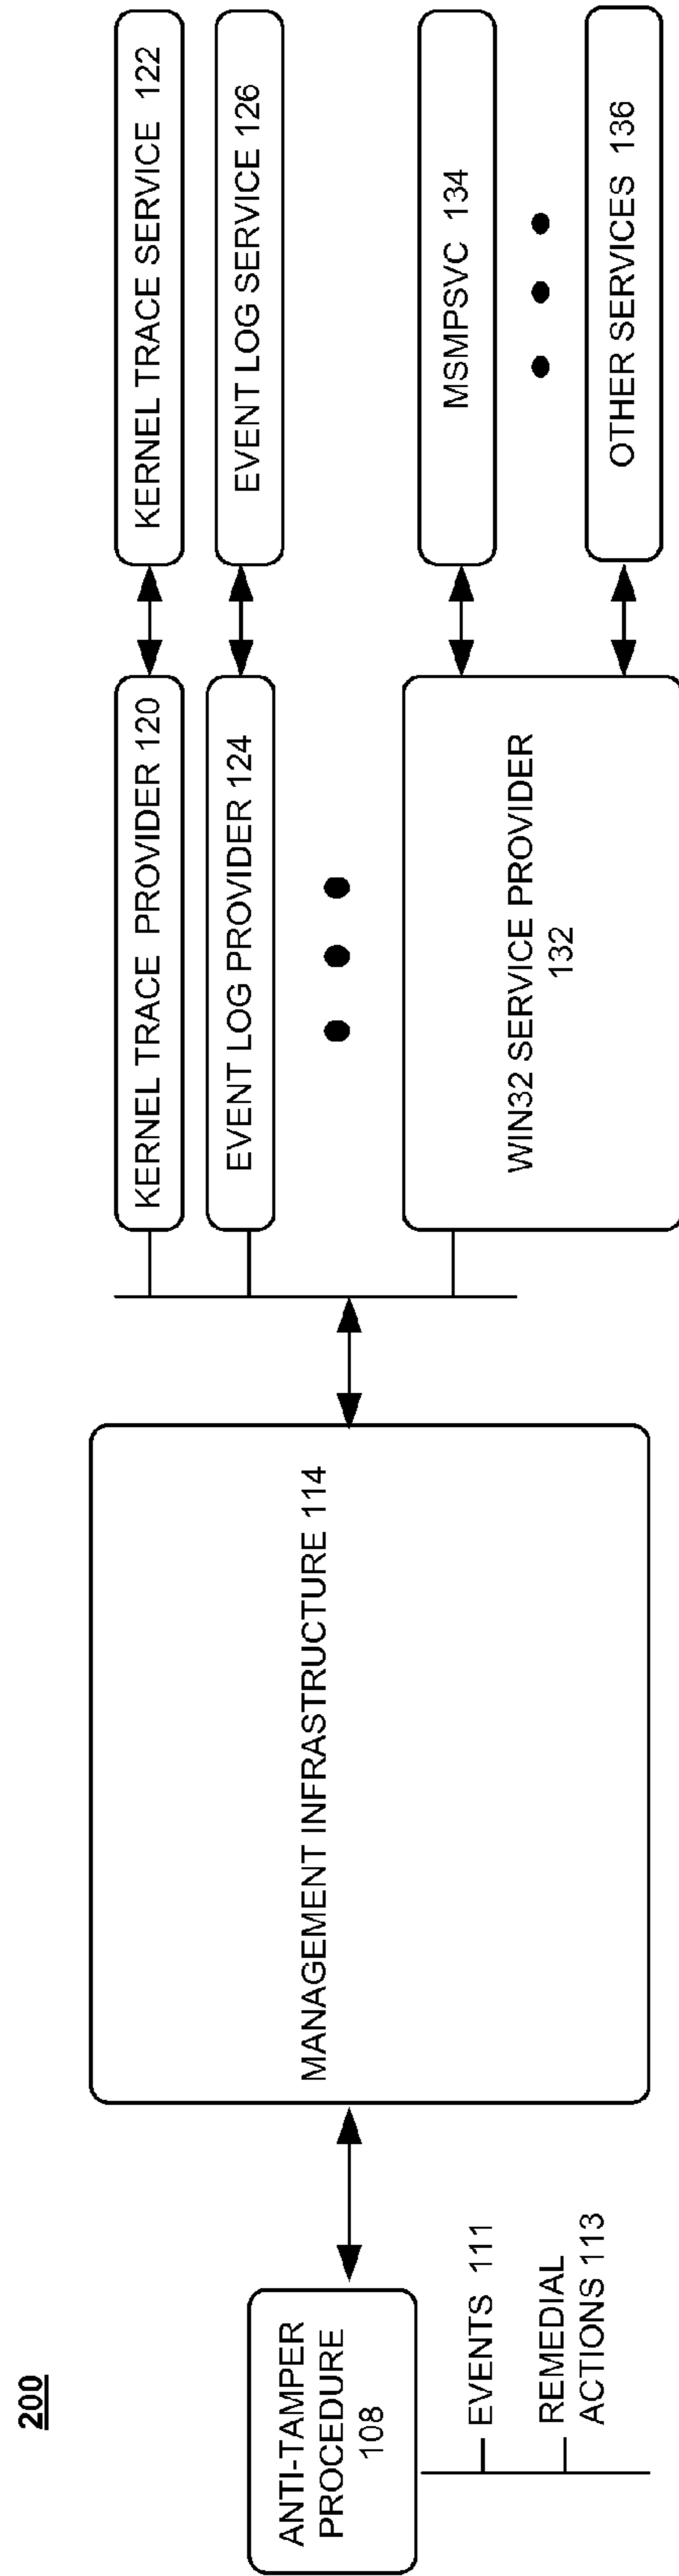 200
ANTI-TAMPER
PROCEDURE
108
EVENTS 111
REMEDIAL
ACTIONS 113
MANAGEMENT INFRASTRUCTURE 114
KERNEL TRACE PROVIDER 120
EVENT LOG PROVIDER 124
WIN32 SERVICE PROVIDER
132
KERNEL TRACE SERVICE 122
EVENT LOG SERVICE 126
MSMPSVC 134
OTHER SERVICES 136